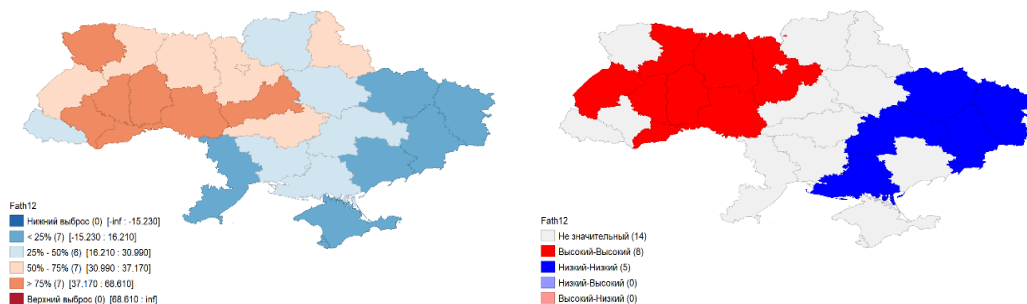 Fath12
Нижний выброс (0) [-inf : -15.230]
< 25% (7) [-15.230 : 16.210]
25% - 50% (6) [16.210 : 30.990]
50% - 75% (7) [30.990 : 37.170]
> 75% (7) [37.170 : 68.610]
Верхний выброс (0) [68.610 : inf]
Fath12
Не значительный (14)
Высокий-Высокий (8)
Низкий-Низкий (5)
Низкий-Высокий (0)
Высокий-Низкий (0)